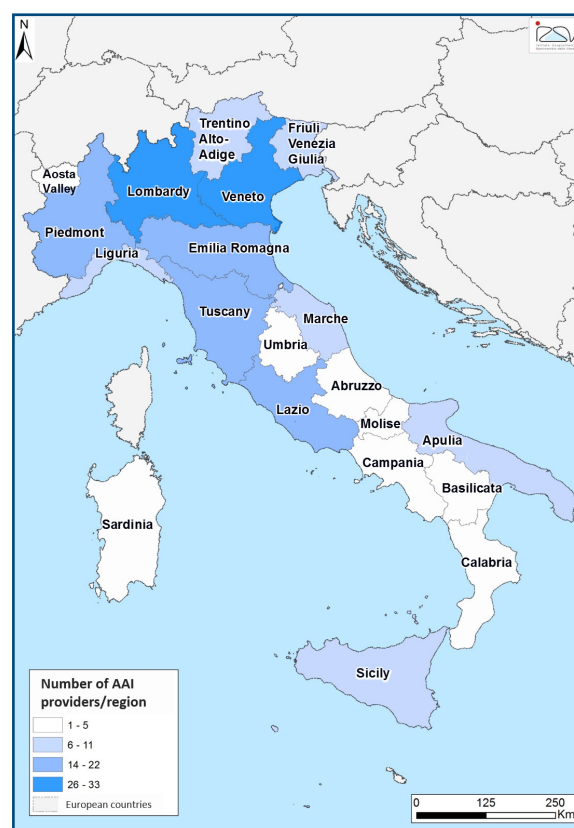 N
Trentino
Alto-
Adige
Friuli
Venezia
Giulia
Aosta
Valley
Lombardy
Veneto
Piedmont
Emilia Romagna
Liguria
Tuscany
Marche
Umbria
Abruzzo
Lazio
Molise
Apulia
Campania
Basilicata
Sardinia
Calabria
Sicily
Number of AAI
providers/region
1 - 5
6 - 11
14 - 22
26 - 33
European countries
0 125 250
Km